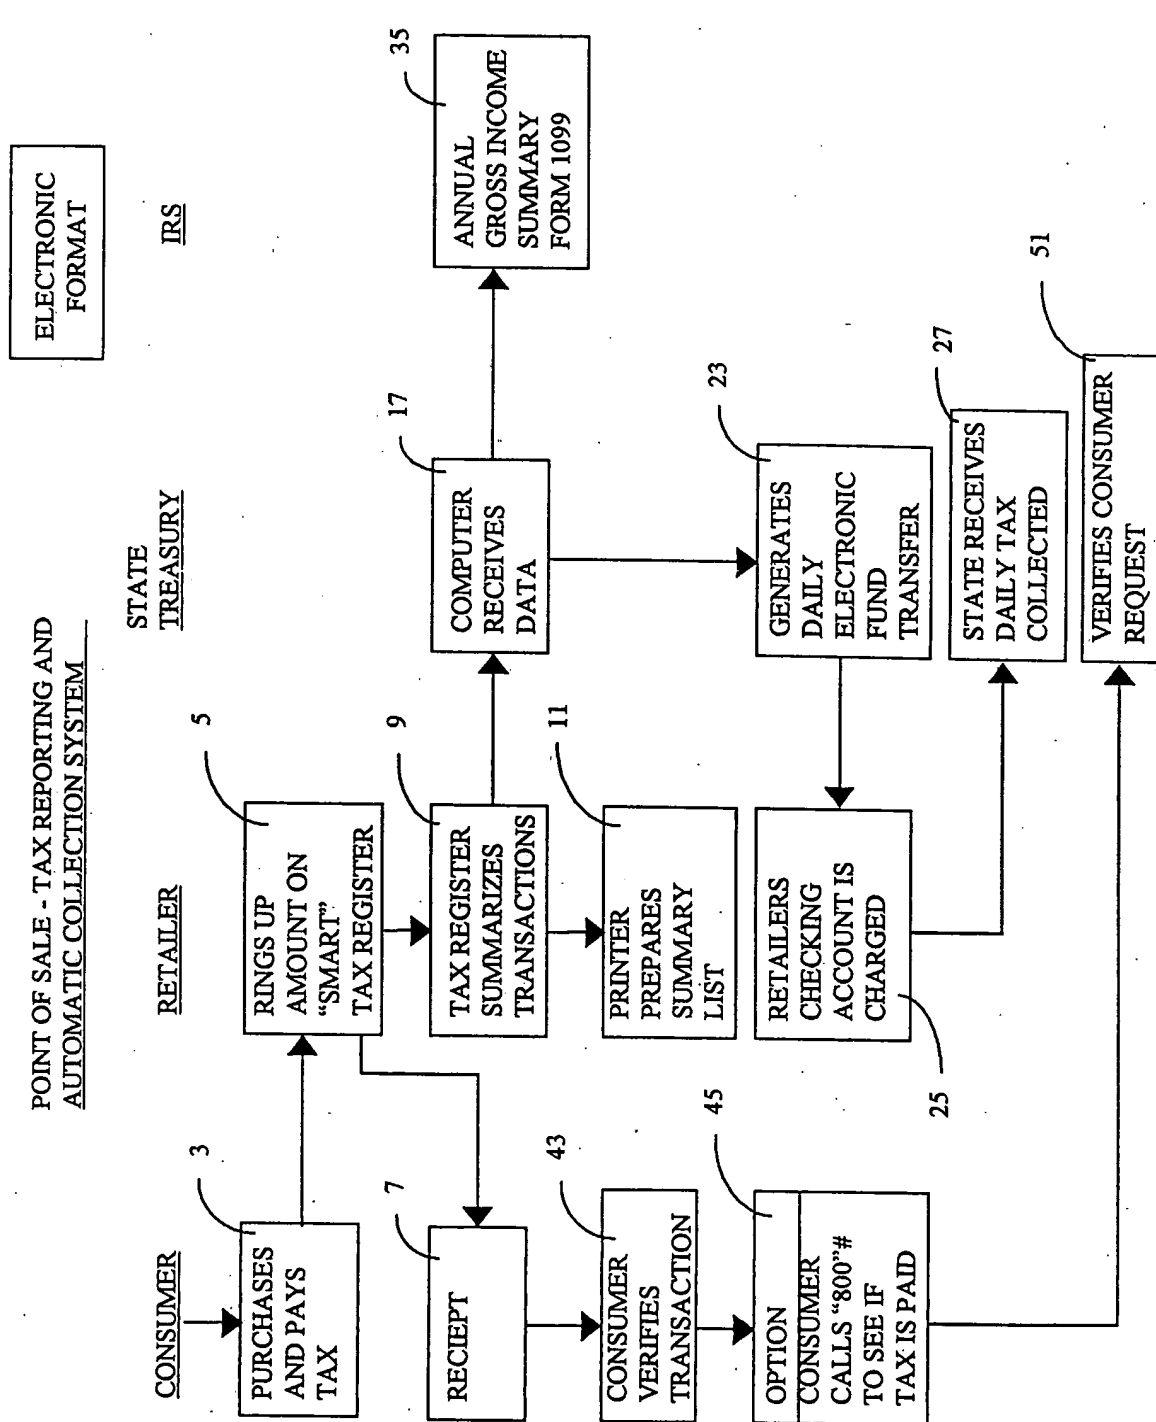 POINT OF SALE - TAX REPORTING AND
AUTOMATIC COLLECTION SYSTEM
ELECTRONIC
FORMAT
CONSUMER
RETAILER
STATE
TREASURY
IRS
3
PURCHASES
AND PAYS
TAX
5
RINGS UP
AMOUNT ON
“SMART”
TAX REGISTER
7
RECIEPT
9
TAX REGISTER
SUMMARIZES
TRANSACTIONS
17
COMPUTER
RECEIVES
DATA
35
ANNUAL
GROSS INCOME
SUMMARY
FORM 1099
43
CONSUMER
VERIFIES
TRANSACTION
11
PRINTER
PREPARES
SUMMARY
LIST
45
OPTION
CONSUMER
CALLS “800”#
TO SEE IF
TAX IS PAID
RETAILERS
CHECKING
ACCOUNT IS
CHARGED
25
23
GENERATES
DAILY
ELECTRONIC
FUND
TRANSFER
27
STATE RECEIVES
DAILY TAX
COLLECTED
51
VERIFIES CONSUMER
REQUEST